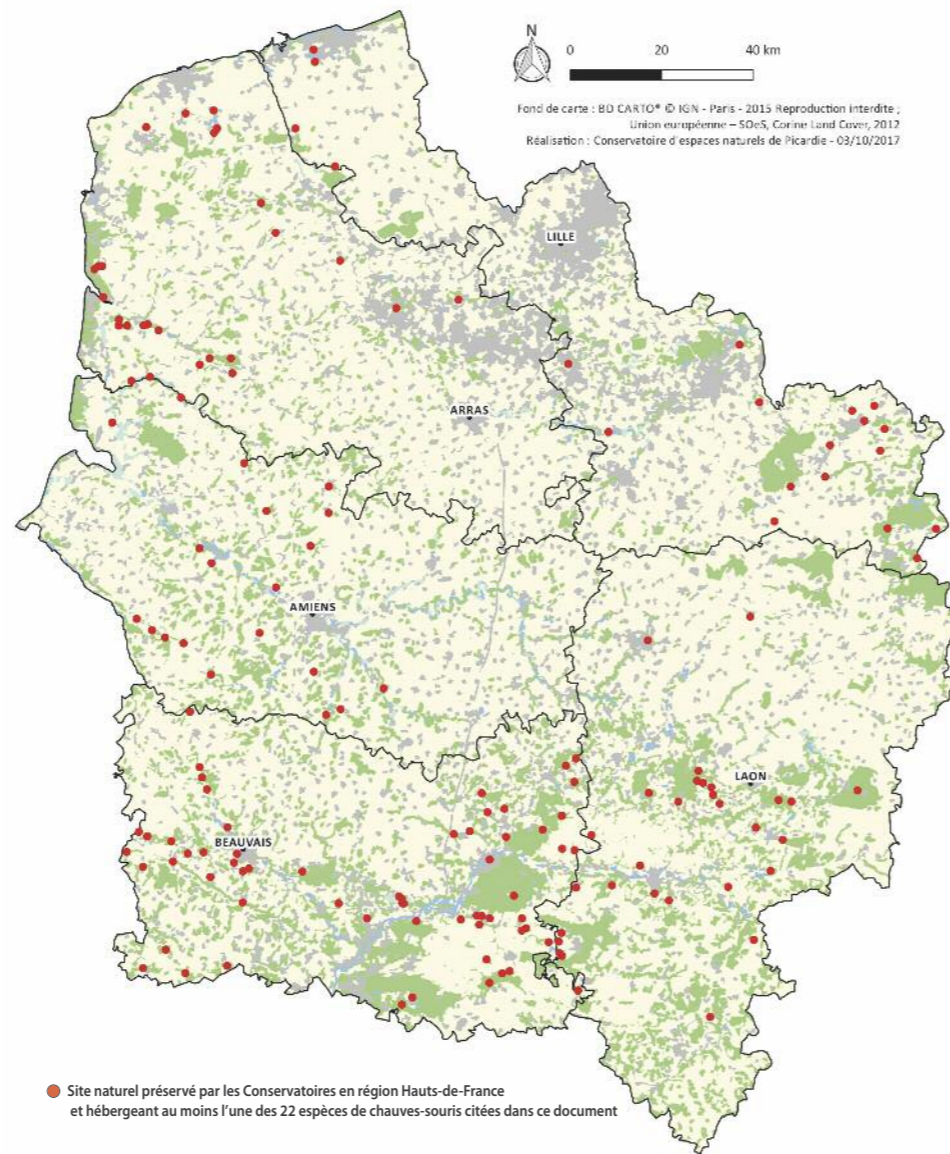 N
0 20 40 km
Fond de carte : BD CARTO® © IGN - Paris - 2015 Reproduction interdite ;
Union européenne – SOeS, Corine Land Cover, 2012
Réalisation : Conservatoire d'espaces naturels de Picardie - 03/10/2017
LILLE
ARRAS
AMIENS
LAON
BEAUVAIS
Site naturel préservé par les Conservatoires en région Hauts-de-France
et hébergeant au moins l'une des 22 espèces de chauves-souris citées dans ce document